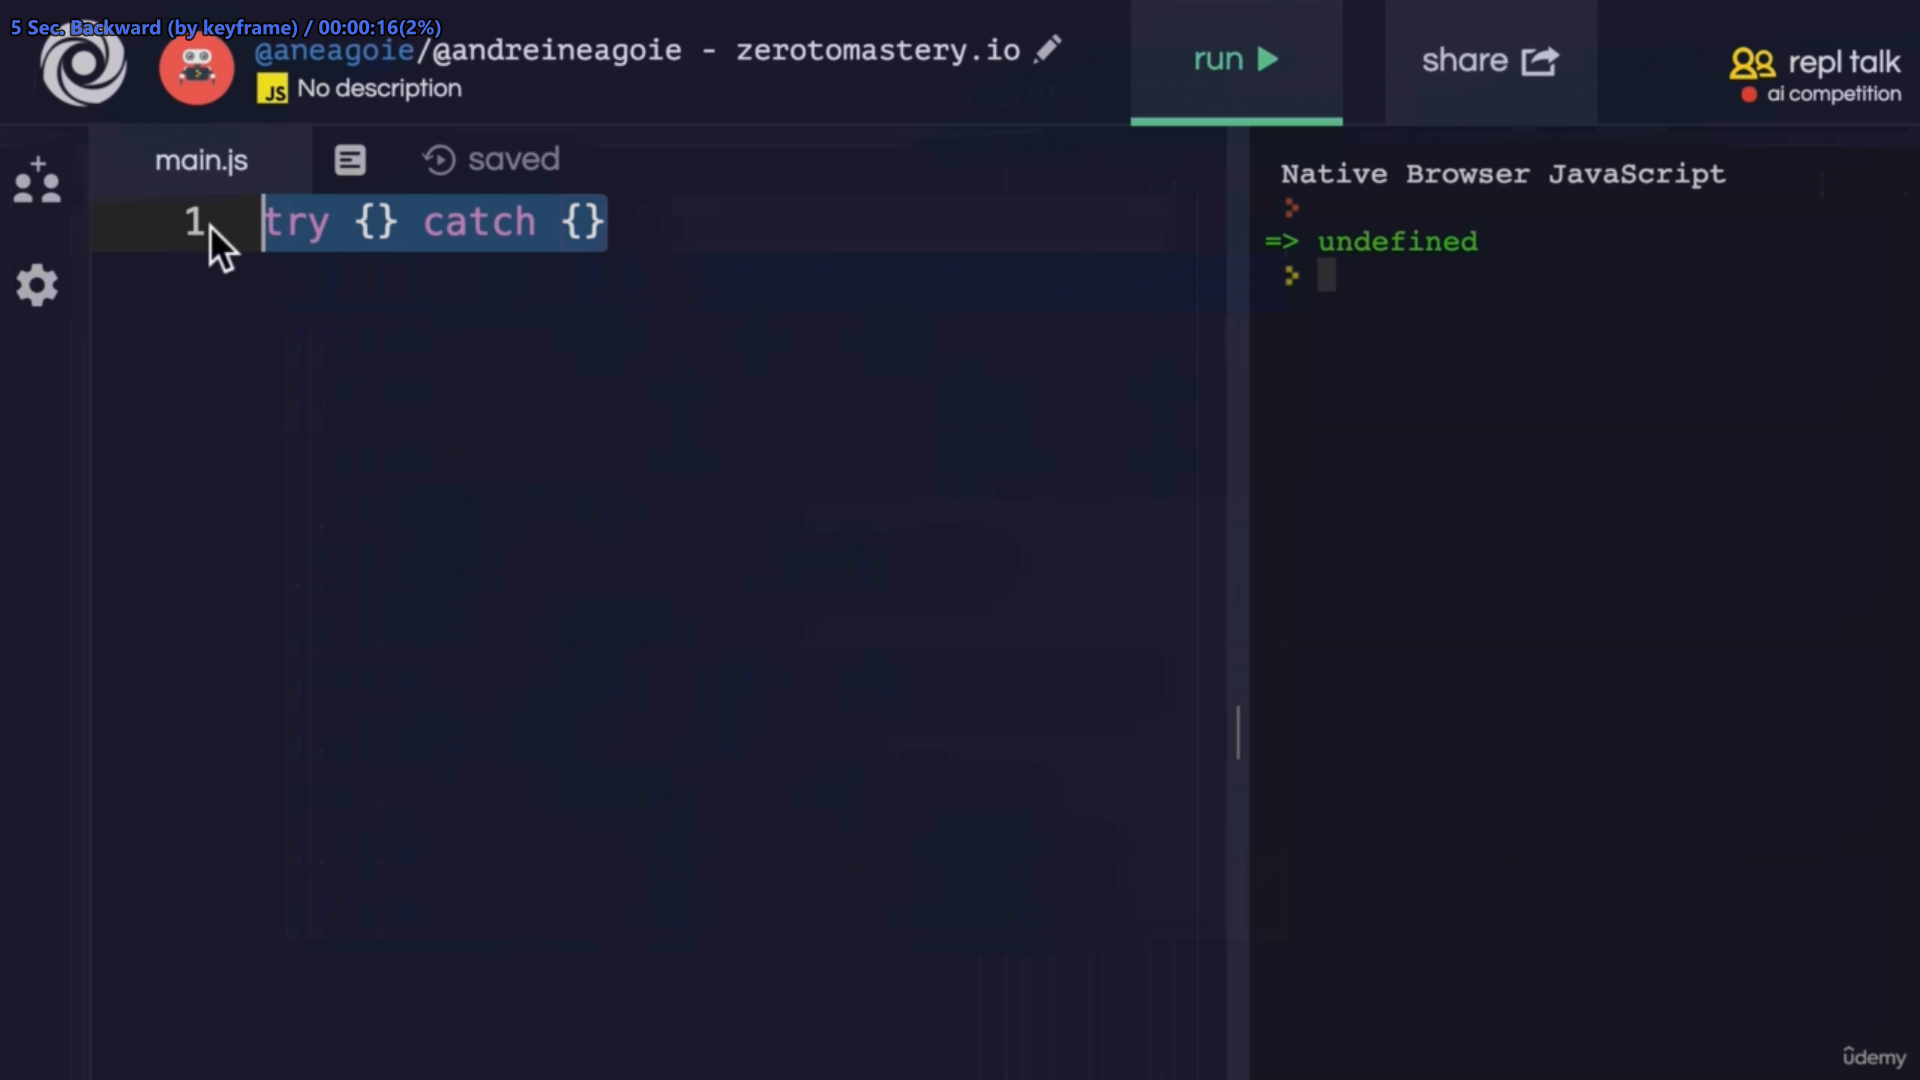 5 Sec. Backward (by keyframe) / 00:00:16(2%)
@aneagoie/@andreineagoie - zerotomastery.io
JS No description
run
share
repl talk
ai competition
main.js
saved
1 try {} catch {}
Native Browser JavaScript
=> undefined
ûdemy